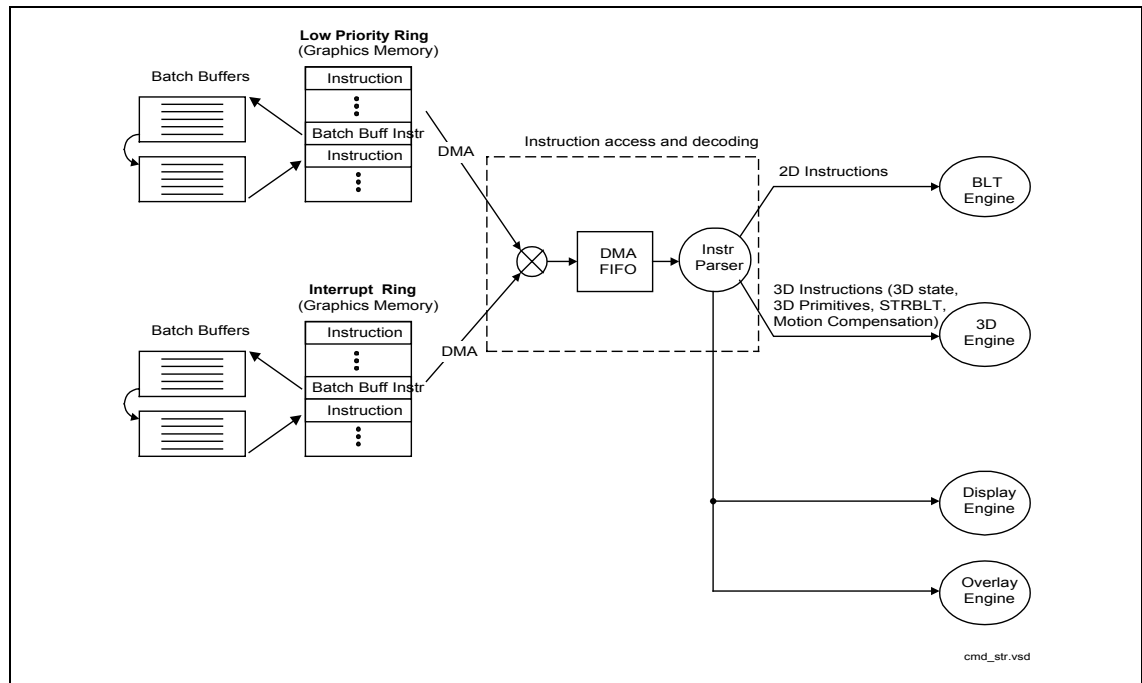 Low Priority Ring
(Graphics Memory)
Batch Buffers
Instruction
Batch Buff Instr
Instruction
DMA
Instruction access and decoding
2D Instructions
BLT
Engine
DMA
FIFO
Instr
Parser
3D Instructions (3D state,
3D Primitives, STRBLT,
Motion Compensation)
3D
Engine
Interrupt Ring
(Graphics Memory)
Batch Buffers
Instruction
Batch Buff Instr
Instruction
DMA
Display
Engine
Overlay
Engine
cmd_str.vsd